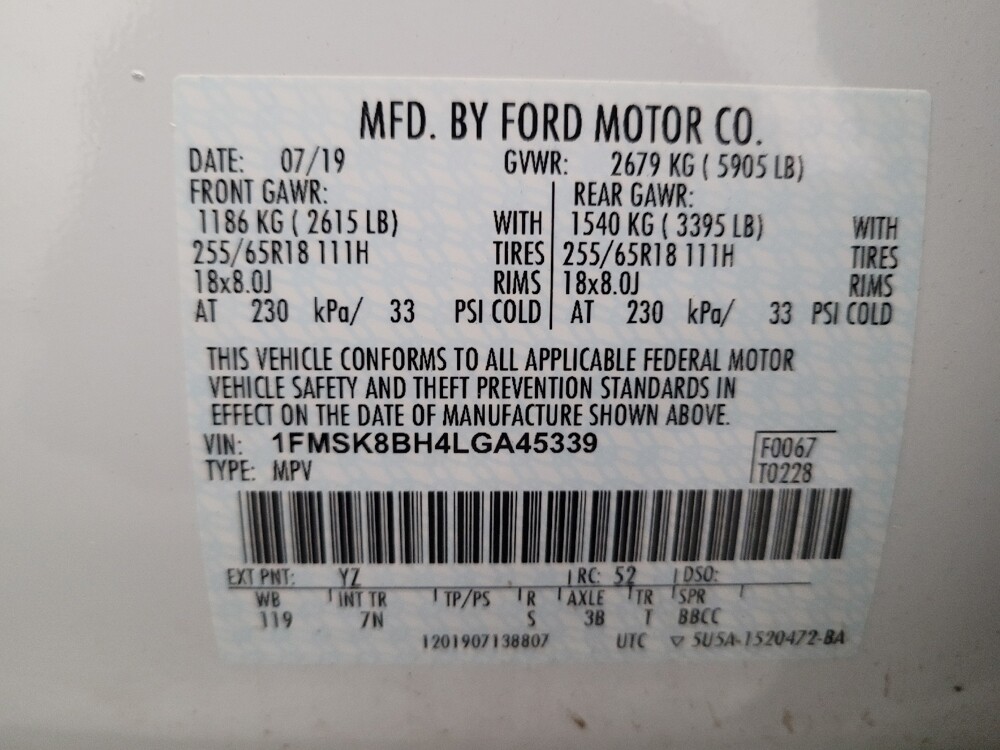 MFD. BY FORD MOTOR CO.
DATE: 07/19 GVWR: 2679 KG ( 5905 LB)
FRONT GAWR: REAR GAWR:
1186 KG ( 2615 LB) WITH 1540 KG ( 3395 LB) WITH
255/65R18 111H TIRES 255/65R18 111H TIRES
18x8.0J RIMS 18x8.0J RIMS
AT 230 kPa/ 33 PSI COLD AT 230 kPa/ 33 PSI COLD
THIS VEHICLE CONFORMS TO ALL APPLICABLE FEDERAL MOTOR
VEHICLE SAFETY AND THEFT PREVENTION STANDARDS IN
EFFECT ON THE DATE OF MANUFACTURE SHOWN ABOVE.
VIN: 1FMSK8BH4LGA45339 F0067
TYPE: MPV T0228
EXT PNT: YZ RC: 52 DSO:
WB INT TR TP/PS R AXLE TR SPR
119 7N S 3B T BBCC
1201907138807 UTC ▽ 5U5A-1520472-BA